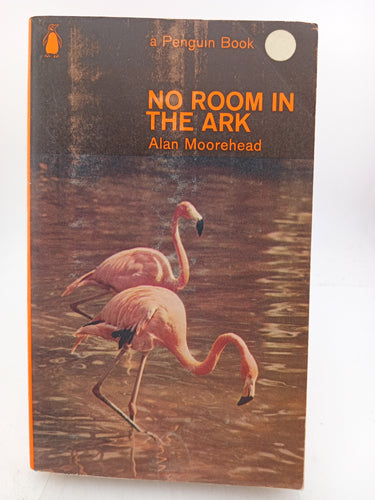 a Penguin Book
NO ROOM IN
THE ARK
Alan Moorehead